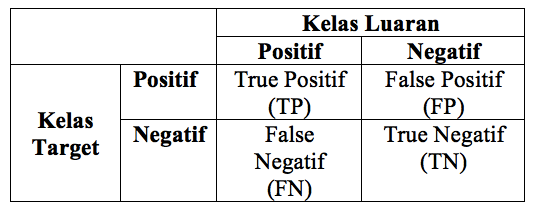 Kelas Luaran
Positif Negatif
Kelas Target
Positif
True Positif
(TP)
False Positif
(FP)
Negatif
False
Negatif
(FN)
True Negatif
(TN)